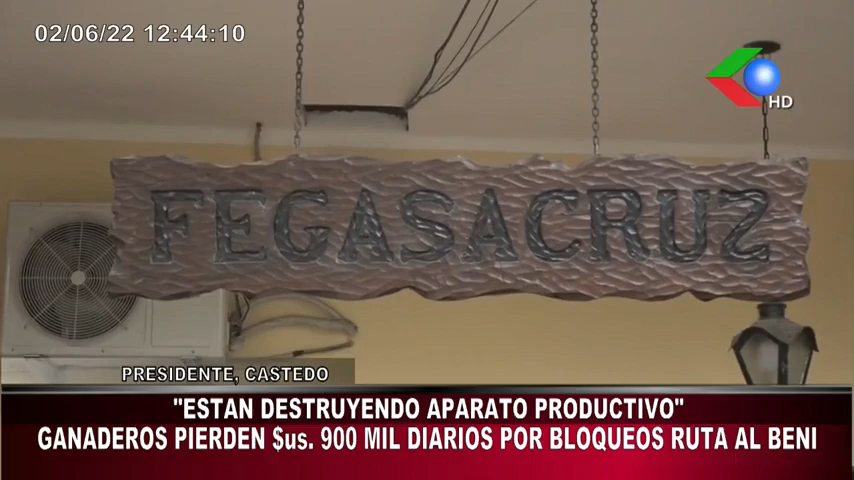 02/06/22 12:44:10
HD
FEGASACRUZ
PRESIDENTE, CASTEDO
"ESTAN DESTRUYENDO APARATO PRODUCTIVO"
GANADEROS PIERDEN $us. 900 MIL DIARIOS POR BLOQUEOS RUTA AL BENI